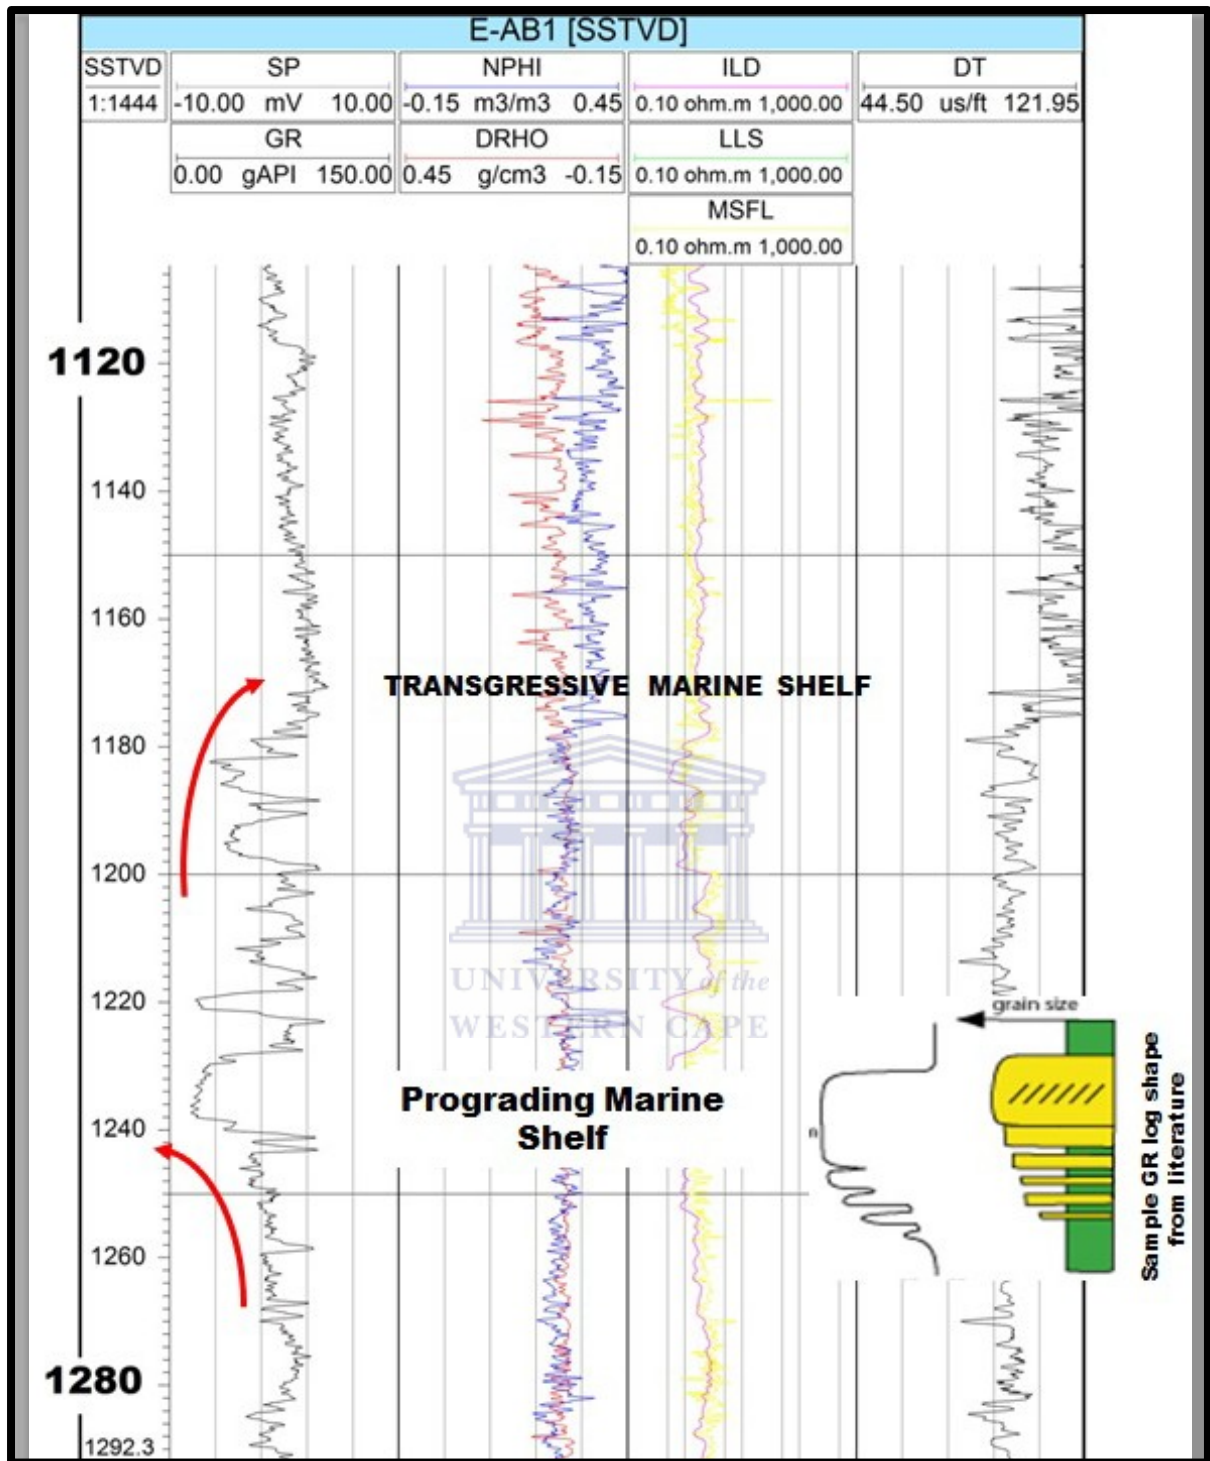 E-AB1 [SSTVD]
SSTVD SP NPHI ILD DT
1:1444 -10.00 mV 10.00 -0.15 m3/m3 0.45 0.10 ohm.m 1,000.00 44.50 us/ft 121.95
GR DRHO LLS
0.00 gAPI 150.00 0.45 g/cm3 -0.15 0.10 ohm.m 1,000.00
MSFL
0.10 ohm.m 1,000.00
1120
1140
1160
TRANSGRESSIVE MARINE SHELF
1180
1200
UNIVERSITY of the
1220
WESTERN CAPE
grain size
Prograding Marine
Shelf
1240
n
Sample GR log shape
from literature
1260
1280
1292.3